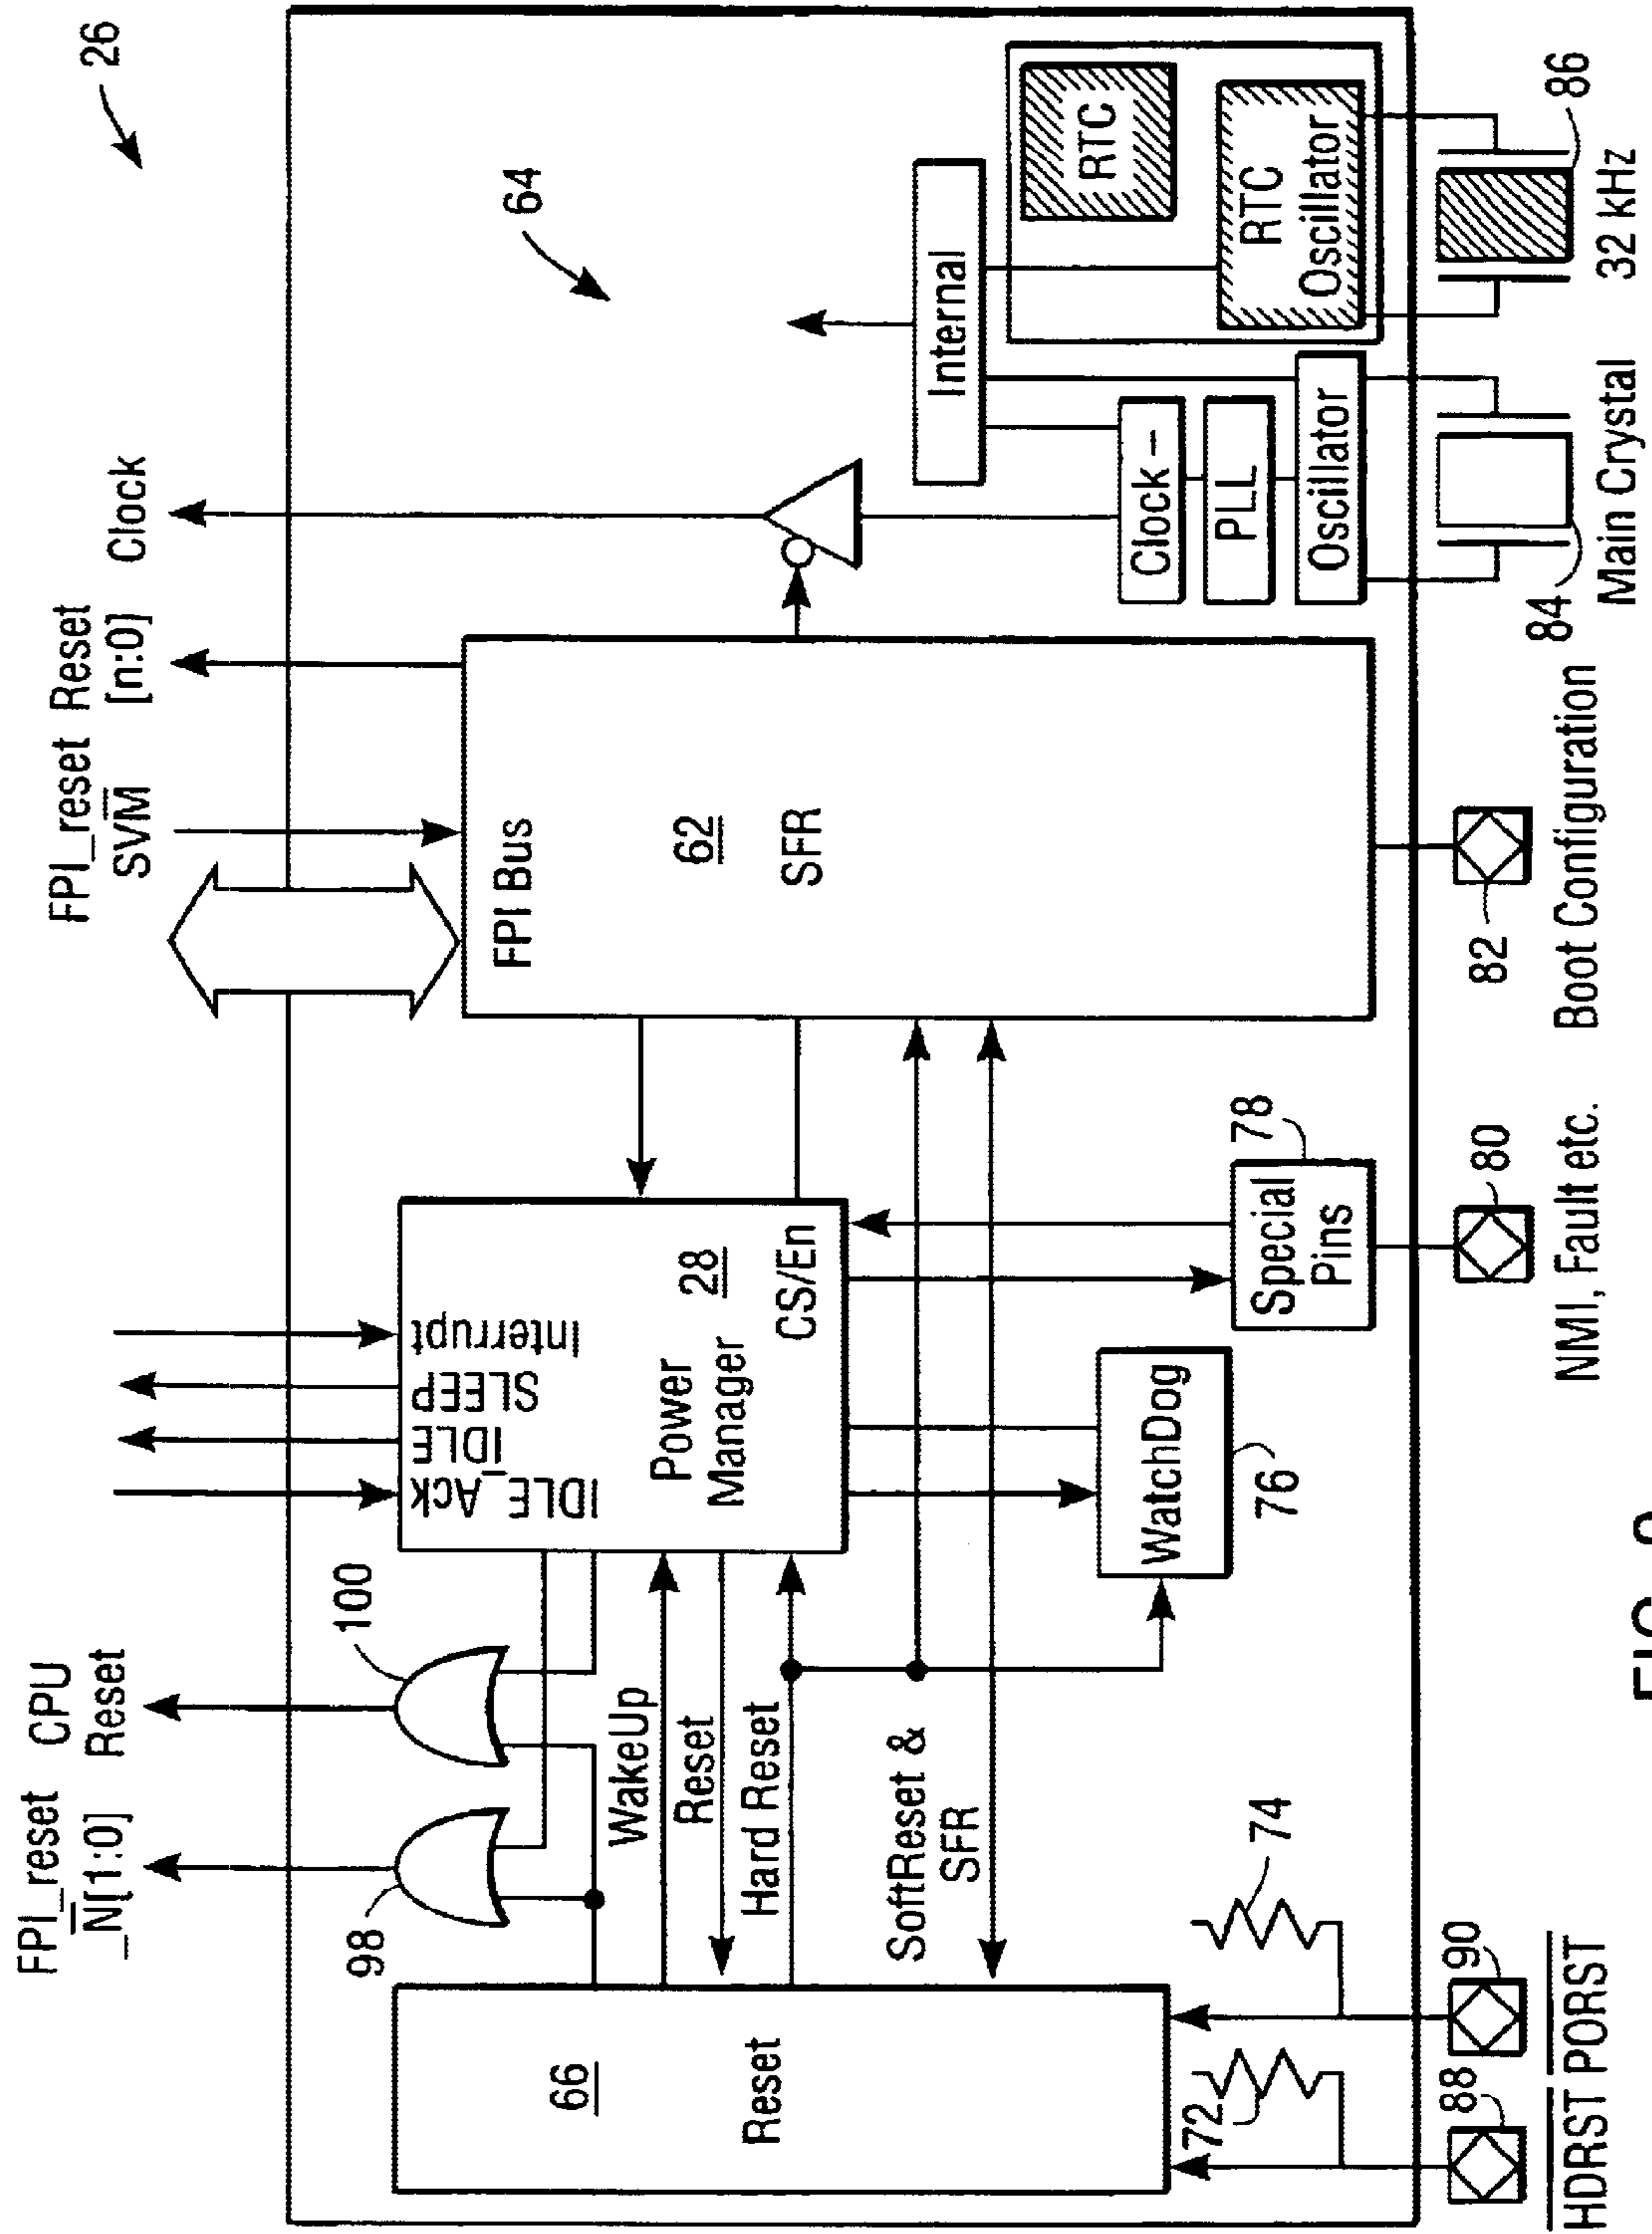 26
FPI_reset
_N[1:0]
CPU
Reset
FPI_reset
SVM
Reset
[n:0]
Clock
98
100
IDLE_Ack
IDLE
SLEEP
Interrupt
Power
Manager
28
CS/En
FPI Bus
62
SFR
64
Internal
RTC
RTC
Oscillator
Clock –
PLL
Oscillator
66
Reset
WakeUp
Reset
Hard Reset
SoftReset &
SFR
WatchDog
76
Special
Pins
78
72
74
88
90
80
82
84
86
HDRST
PORST
NMI, Fault etc.
Boot Configuration
Main Crystal
32 kHz